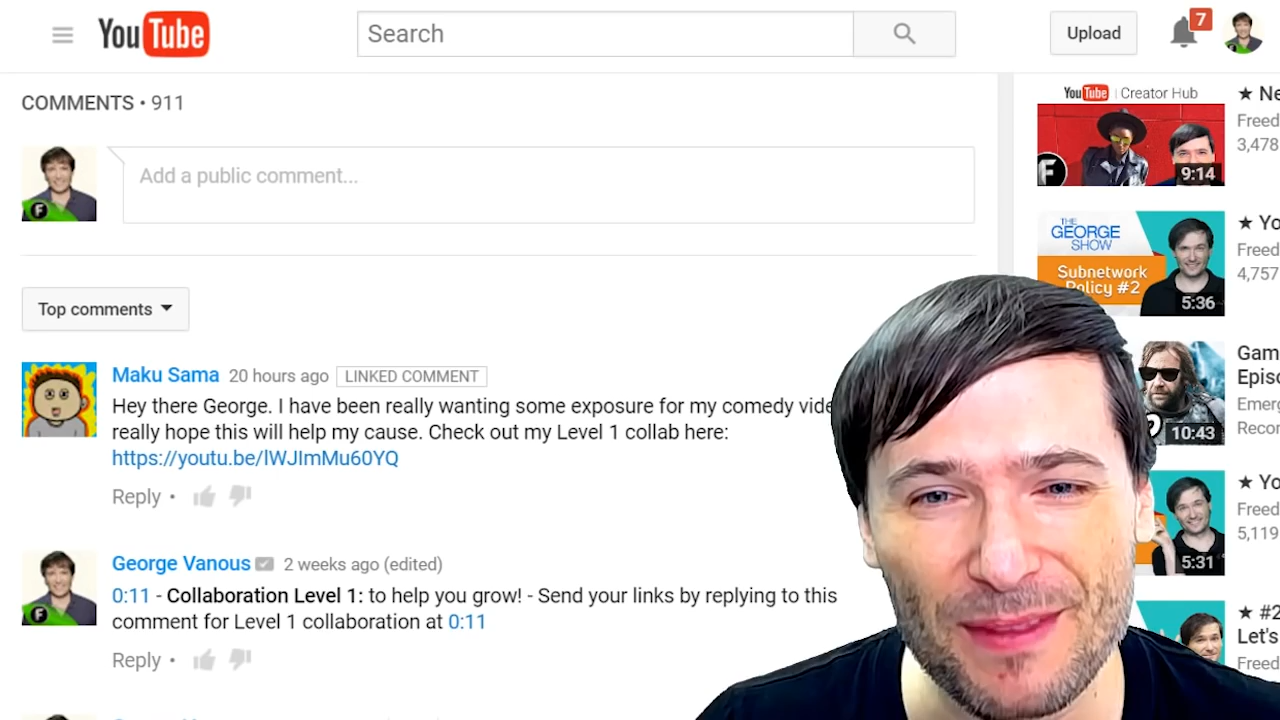 YouTube
Search
Upload
7
COMMENTS • 911
Add a public comment...
Top comments
Maku Sama 20 hours ago LINKED COMMENT
Hey there George. I have been really wanting some exposure for my comedy vide
really hope this will help my cause. Check out my Level 1 collab here:
https://youtu.be/lWJImMu60YQ
Reply •
George Vanous 2 weeks ago (edited)
0:11 - Collaboration Level 1: to help you grow! - Send your links by replying to this
comment for Level 1 collaboration at 0:11
Reply •
YouTube Creator Hub
F
9:14
★ Ne
Freed
3,478
THE
GEORGE
SHOW
Subnetwork
Policy #2
5:36
★ Yo
Freed
4,757
10:43
Gam
Episo
Emerg
Recor
5:31
★ Yo
Freed
5,119
★ #2
Let's
Freed